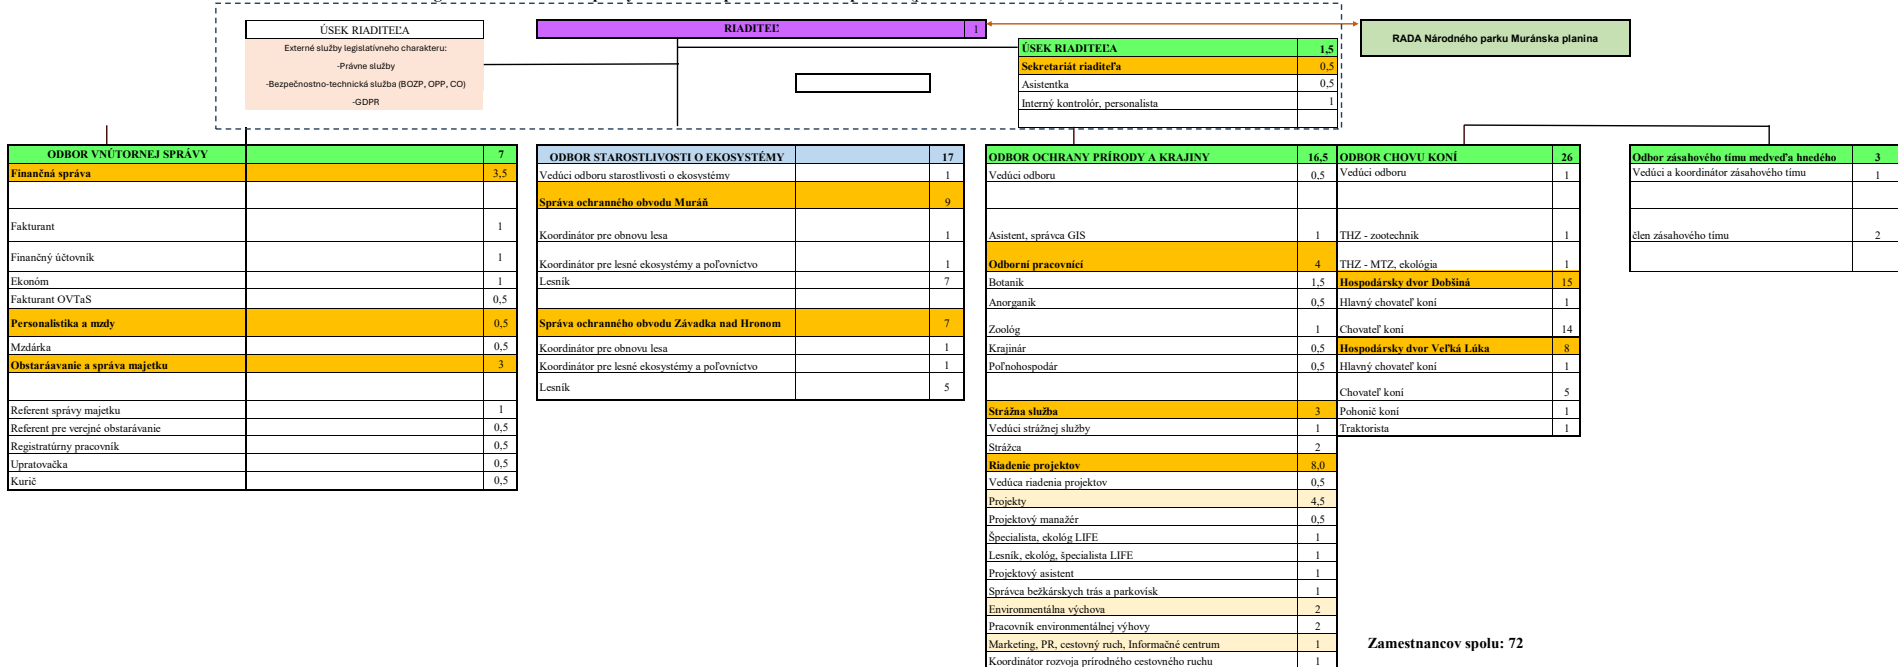 ÚSEK RIADITEĽA
Externé služby legislatívneho charakteru:
-Právne služby
-Bezpečnostno-technická služba (BOZP, OPP, CO)
-GDPR
RIADITEĽ 1
ÚSEK RIADITEĽA 1,5
Sekretariát riaditeľa 0,5
Asistentka 0,5
Interný kontrolór, personalista 1
RADA Národného parku Muránska planina
ODBOR VNÚTORNEJ SPRÁVY 7
Finančná správa 3,5
Fakturant 1
Finančný účtovník 1
Ekonóm 1
Fakturant OVTaS 0,5
Personalistika a mzdy 0,5
Mzdárka 0,5
Obstaráavanie a správa majetku 3
Referent správy majetku 1
Referent pre verejné obstarávanie 0,5
Registratúrny pracovník 0,5
Upratovačka 0,5
Kurič 0,5
ODBOR STAROSTLIVOSTI O EKOSYSTÉMY 17
Vedúci odboru starostlivosti o ekosystémy 1
Správa ochranného obvodu Muráň 9
Koordinátor pre obnovu lesa 1
Koordinátor pre lesné ekosystémy a poľovníctvo 1
Lesník 7
Správa ochranného obvodu Závadka nad Hronom 7
Koordinátor pre obnovu lesa 1
Koordinátor pre lesné ekosystémy a poľovníctvo 1
Lesník 5
ODBOR OCHRANY PRÍRODY A KRAJINY 16,5
Vedúci odboru 0,5
Asistent, správca GIS 1
Odborní pracovníci 4
Botanik 1,5
Anorganik 0,5
Zoológ 1
Krajinár 0,5
Poľnohospodár 0,5
Strážna služba 3
Vedúci strážnej služby 1
Strážca 2
Riadenie projektov 8,0
Vedúca riadenia projektov 0,5
Projekty 4,5
Projektový manažér 0,5
Špecialista, ekológ LIFE 1
Lesník, ekológ, špecialista LIFE 1
Projektový asistent 1
Správca bežkárskych trás a parkovísk 1
Environmentálna výchova 2
Pracovník environmentálnej výhovy 2
Marketing, PR, cestovný ruch, Informačné centrum 1
Koordinátor rozvoja prírodného cestovného ruchu 1
ODBOR CHOVU KONÍ 26
Vedúci odboru 1
THZ - zootechnik 1
THZ - MTZ, ekológia 1
Hospodársky dvor Dobšiná 15
Hlavný chovateľ koní 1
Chovateľ koní 14
Hospodársky dvor Veľká Lúka 8
Hlavný chovateľ koní 1
Chovateľ koní 5
Pohonič koní 1
Traktorista 1
Odbor zásahového tímu medveďa hnedého 3
Vedúci a koordinátor zásahového tímu 1
člen zásahového tímu 2
Zamestnancov spolu: 72